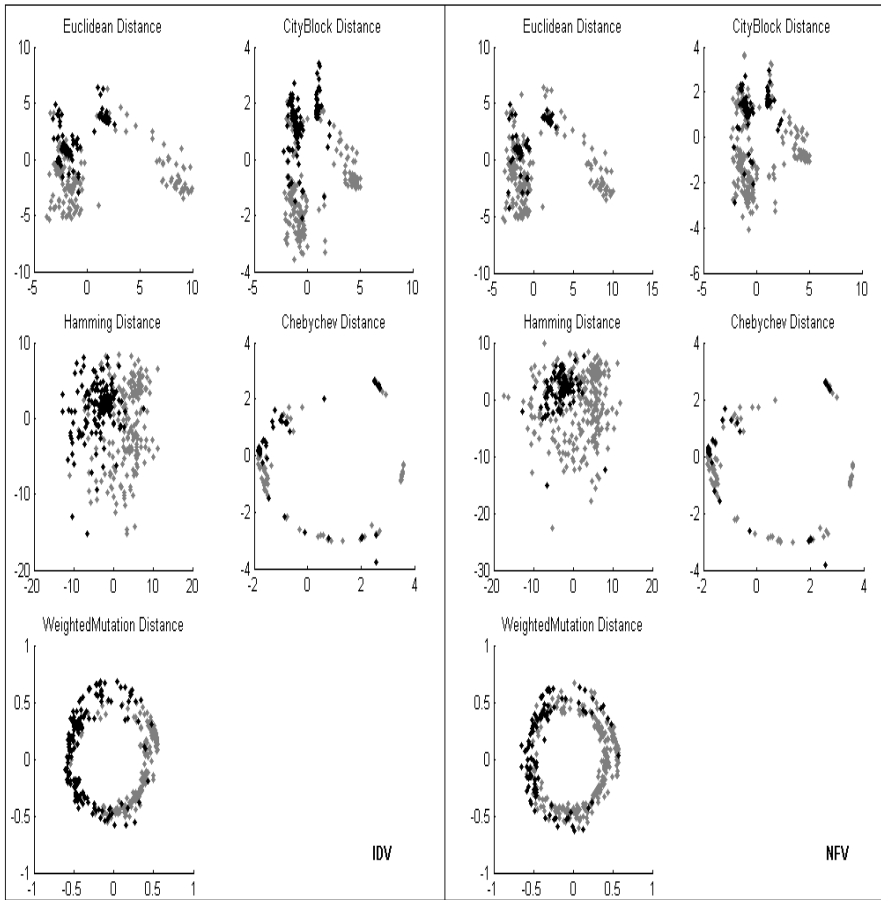 Euclidean Distance
CityBlock Distance
10
5
0
-5
-10
-5 0 5 10
4
2
0
-2
-4
-5 0 5 10
Hamming Distance
Chebychev Distance
10
0
-10
-20
-20 -10 0 10 20
4
2
0
-2
-4
-2 0 2 4
WeightedMutation Distance
1
0.5
0
-0.5
-1
-1 -0.5 0 0.5 1
IDV
Euclidean Distance
CityBlock Distance
10
5
0
-5
-10
-5 0 5 10 15
4
2
0
-2
-4
-6
-5 0 5 10
Hamming Distance
Chebychev Distance
10
0
-10
-20
-30
-20 -10 0 10 20
4
2
0
-2
-4
-2 0 2 4
WeightedMutation Distance
1
0.5
0
-0.5
-1
-1 -0.5 0 0.5 1
NFV